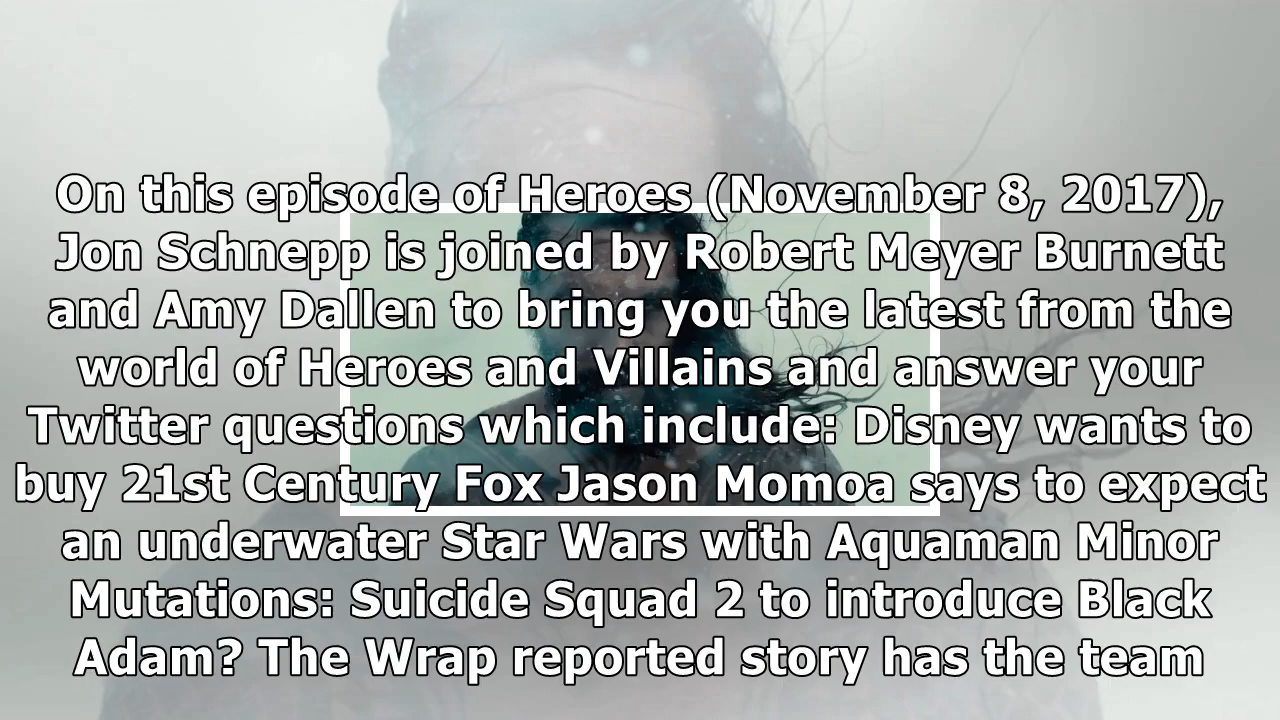 On this episode of Heroes (November 8, 2017),
Jon Schnepp is joined by Robert Meyer Burnett
and Amy Dallen to bring you the latest from the
world of Heroes and Villains and answer your
Twitter questions which include: Disney wants to
buy 21st Century Fox Jason Momoa says to expect
an underwater Star Wars with Aquaman Minor
Mutations: Suicide Squad 2 to introduce Black
Adam? The Wrap reported story has the team